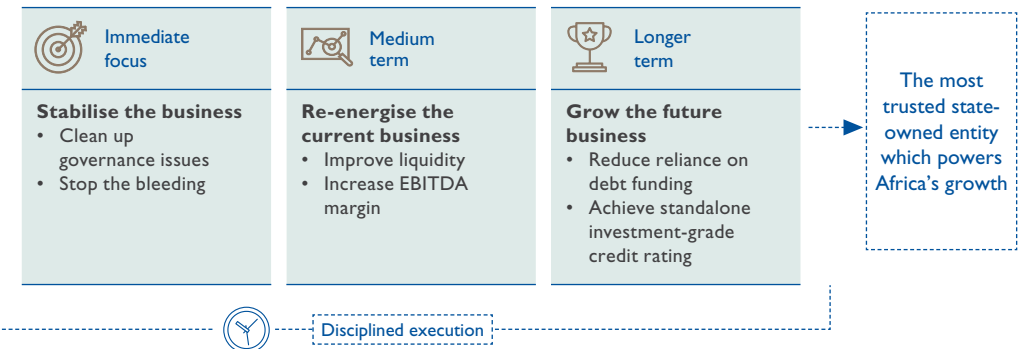 Immediate
focus
Stabilise the business
• Clean up
governance issues
• Stop the bleeding
Medium
term
Re-energise the
current business
• Improve liquidity
• Increase EBITDA
margin
Longer
term
Grow the future
business
• Reduce reliance on
debt funding
• Achieve standalone
investment-grade
credit rating
The most
trusted state-
owned entity
which powers
Africa's growth
Disciplined execution